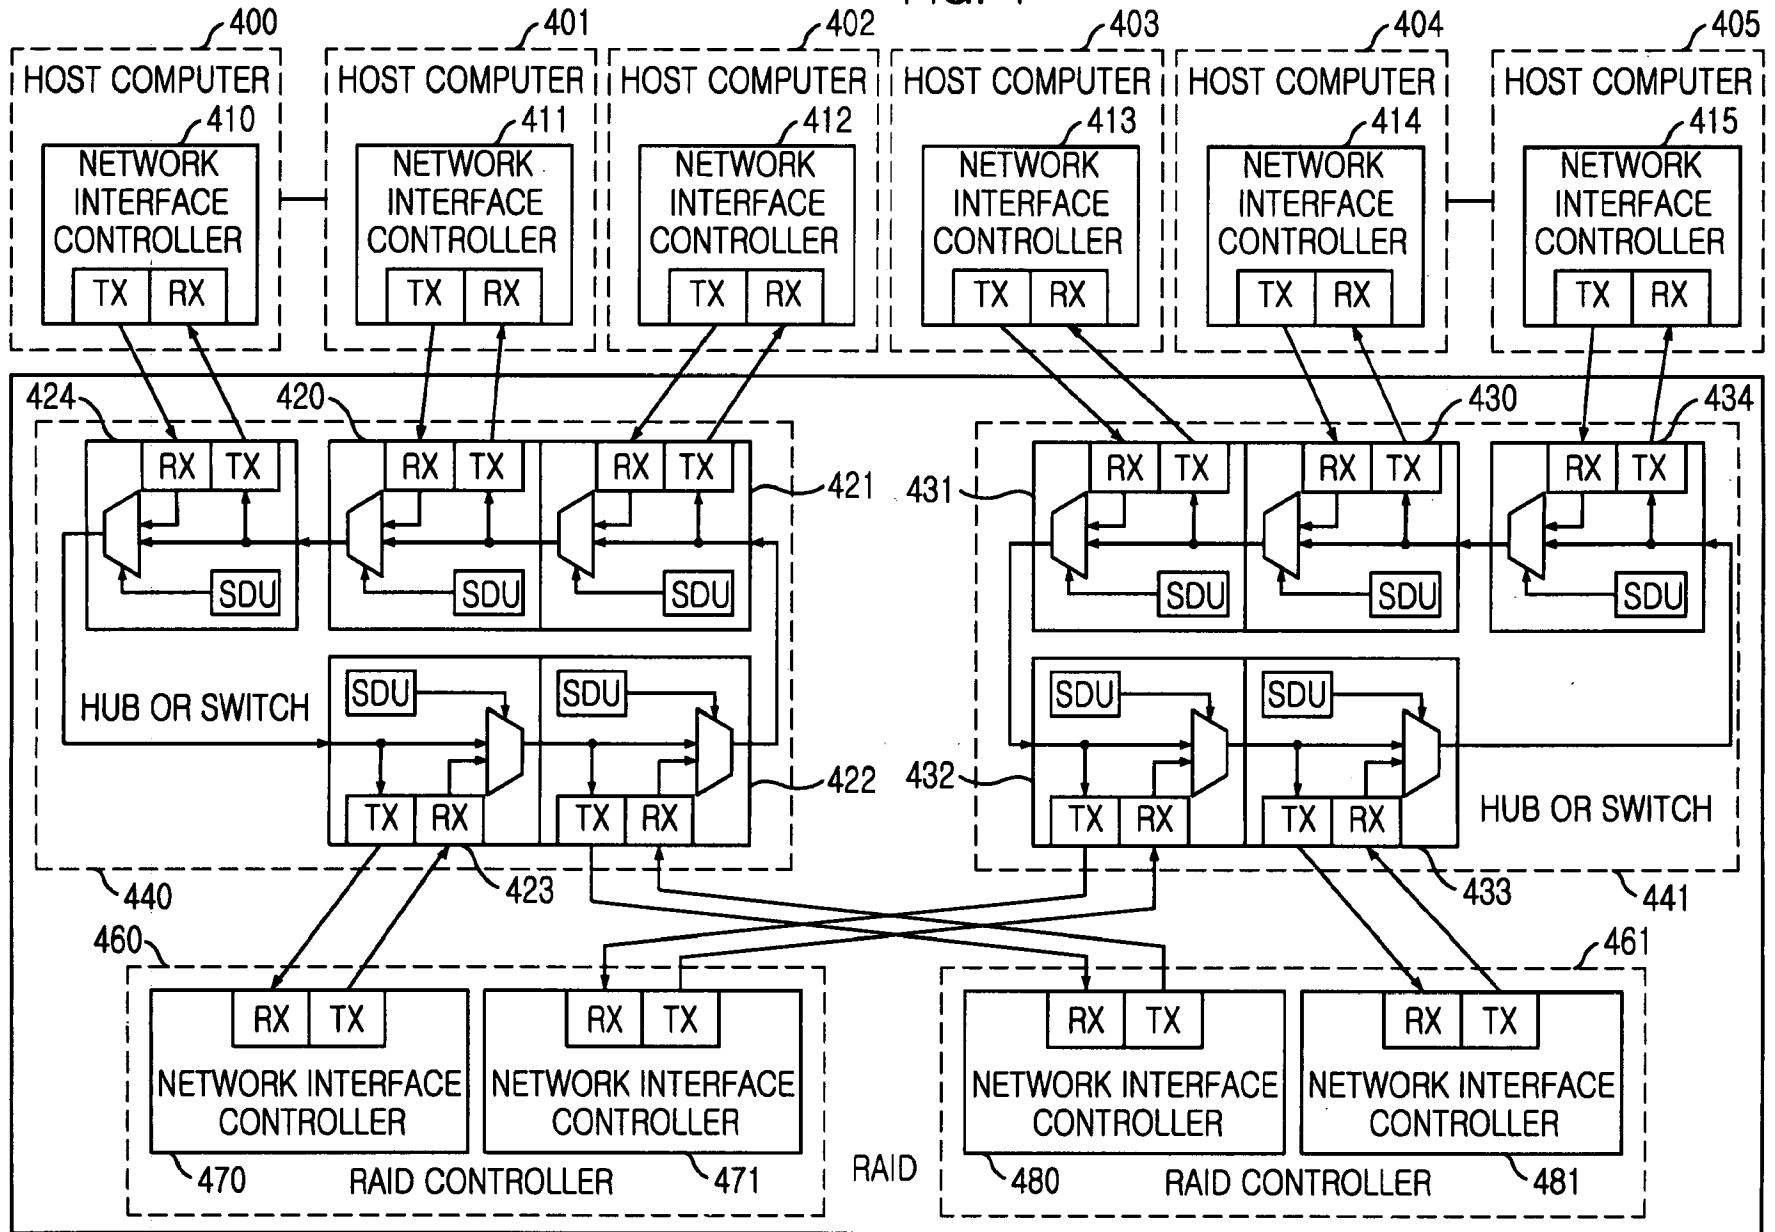 400 401 402 403 404 405
HOST COMPUTER HOST COMPUTER HOST COMPUTER HOST COMPUTER HOST COMPUTER HOST COMPUTER
410 411 412 413 414 415
NETWORK NETWORK NETWORK NETWORK NETWORK NETWORK
INTERFACE INTERFACE INTERFACE INTERFACE INTERFACE INTERFACE
CONTROLLER CONTROLLER CONTROLLER CONTROLLER CONTROLLER CONTROLLER
TX RX TX RX TX RX TX RX TX RX TX RX
424 420 430 434
RX TX RX TX RX TX RX TX RX TX RX TX
421 431
SDU SDU SDU SDU SDU SDU
SDU SDU SDU SDU
HUB OR SWITCH
422 432
HUB OR SWITCH
TX RX TX RX TX RX TX RX
440 423 433 441
460 461
RX TX RX TX RX TX RX TX
NETWORK INTERFACE NETWORK INTERFACE NETWORK INTERFACE NETWORK INTERFACE
CONTROLLER CONTROLLER CONTROLLER CONTROLLER
470 RAID CONTROLLER 471 RAID 480 RAID CONTROLLER 481